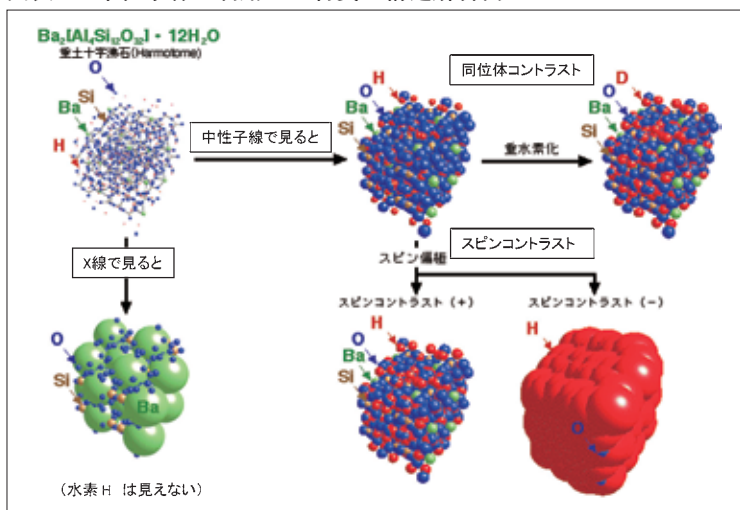 Ba₂[Al₄Si₁₂O₃₂]・12H₂O
重土十字沸石(Harmotome)
O
Si
Ba
H
中性子線で見ると
H
O
Ba
Si
同位体コントラスト
重水素化
D
O
Ba
Si
X線で見ると
スピン偏極
スピンコントラスト
O
Si
Ba
(水素H は見えない)
スピンコントラスト(+)
H
O
Ba
Si
スピンコントラスト(−)
H
O